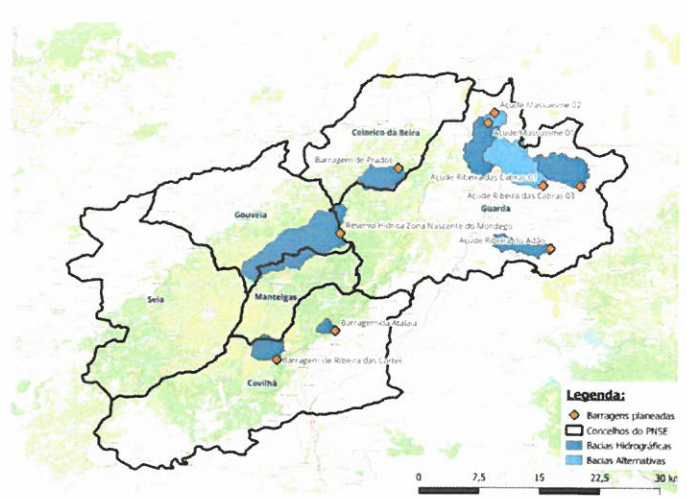 Açude Massueime 02
Celorico da Beira
Açude Massueime 01
Barragem de Prados
Açude Ribeira das Cabras 01
Açude Ribeira das Cabras 03
Guarda
Gouveia
Reserva Hídrica Zona Nascente do Mondego
Açude Ribeira do Adão
Seia
Manteigas
Barragem da Atalaia
Barragem de Ribeira das Cortes
Covilhã
Legenda:
Barragens planeadas
Concelhos do PNSE
Bacias Hidrográficas
Bacias Alternativas
0 7,5 15 22,5 30 km